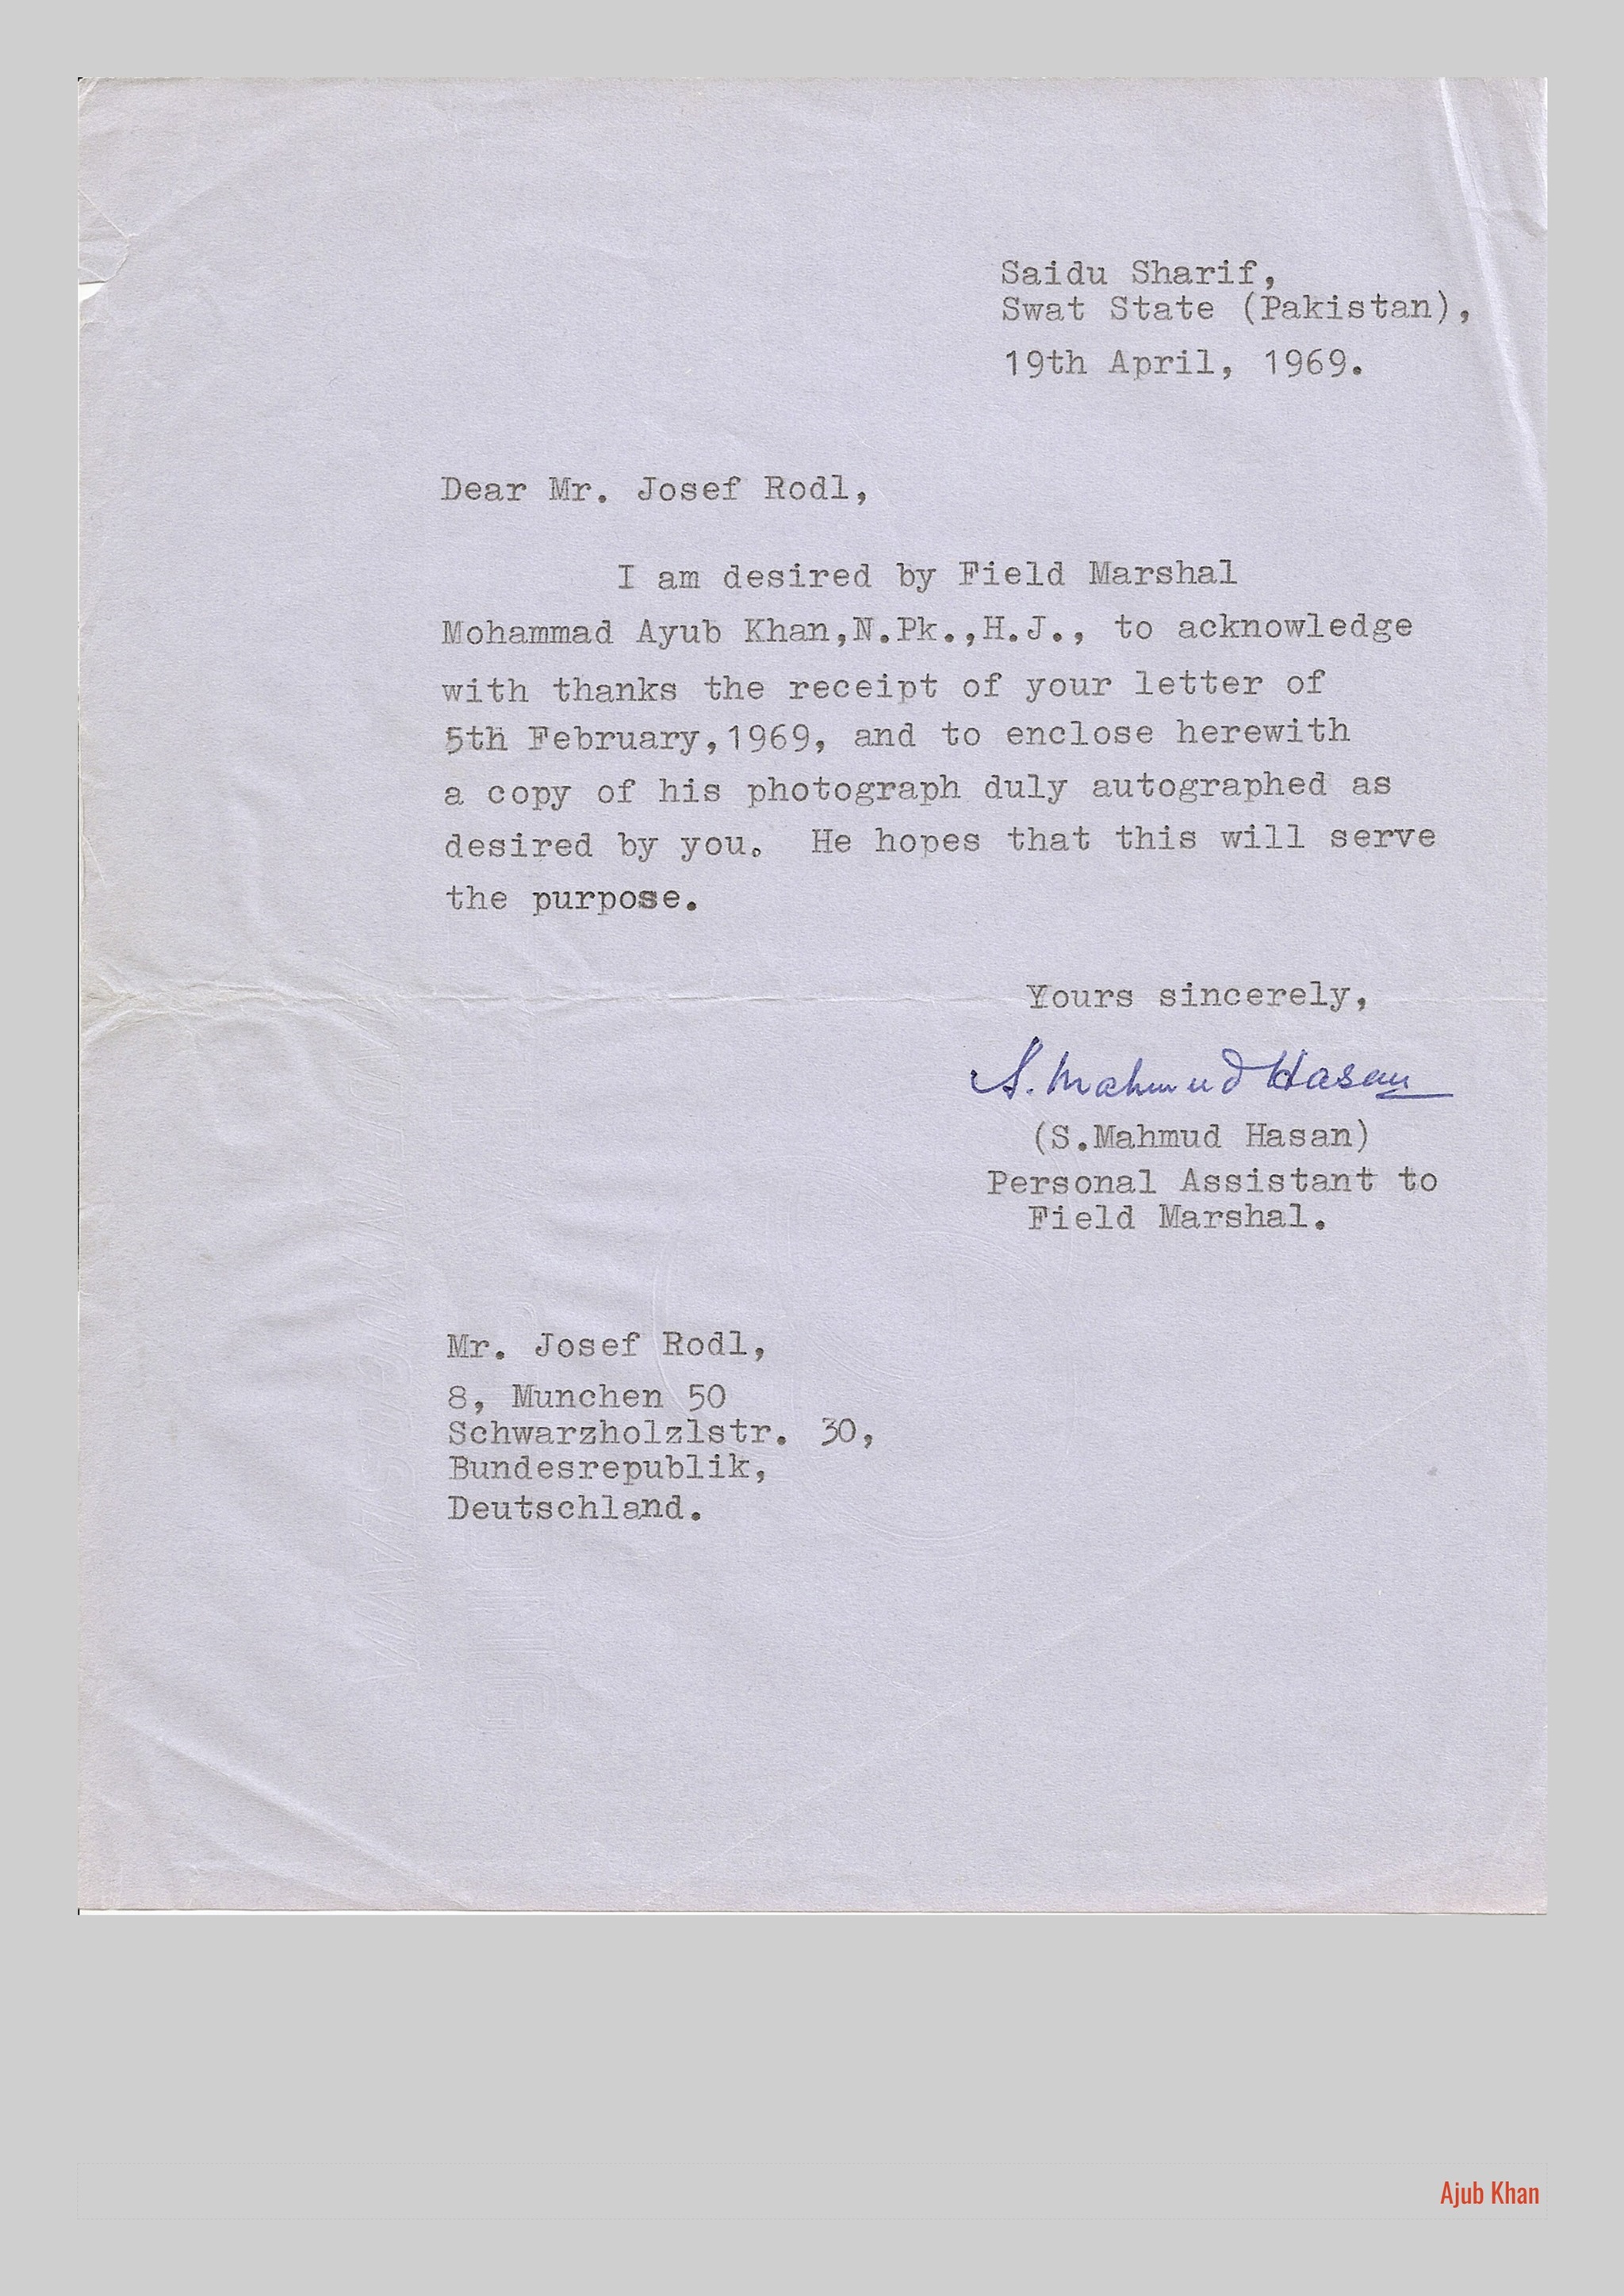 Saidu Sharif,
Swat State (Pakistan),
19th April, 1969.
Dear Mr. Josef Rodl,
I am desired by Field Marshal
Mohammad Ayub Khan,N.Pk.,H.J., to acknowledge
with thanks the receipt of your letter of
5th February,1969, and to enclose herewith
a copy of his photograph duly autographed as
desired by you. He hopes that this will serve
the purpose.
Yours sincerely,
S. Mahmud Hasan
(S.Mahmud Hasan)
Personal Assistant to
Field Marshal.
Mr. Josef Rodl,
8, Munchen 50
Schwarzholzlstr. 30,
Bundesrepublik,
Deutschland.
Ajub Khan